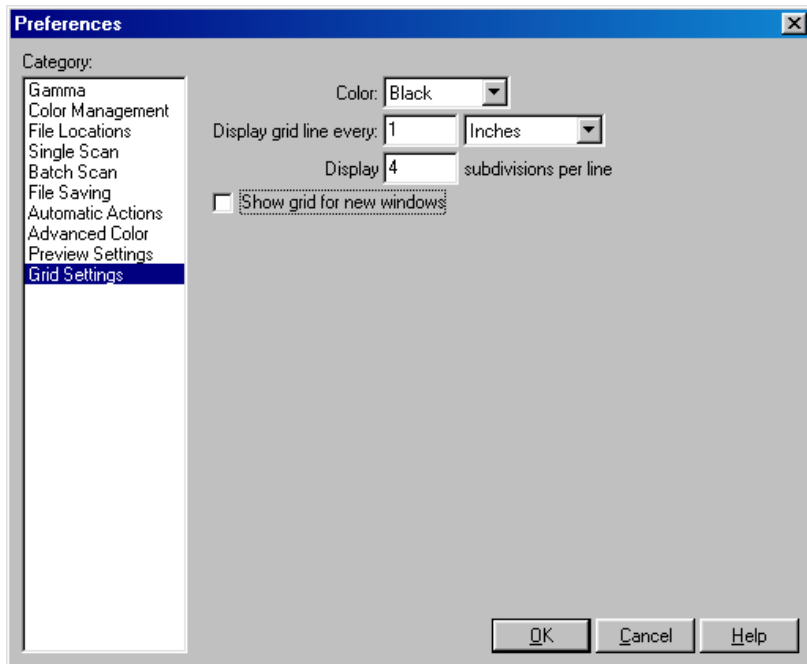 Preferences
Category:
Gamma
Color Management
File Locations
Single Scan
Batch Scan
File Saving
Automatic Actions
Advanced Color
Preview Settings
Grid Settings
Color: Black
Display grid line every: 1 Inches
Display 4 subdivisions per line
Show grid for new windows
OK Cancel Help